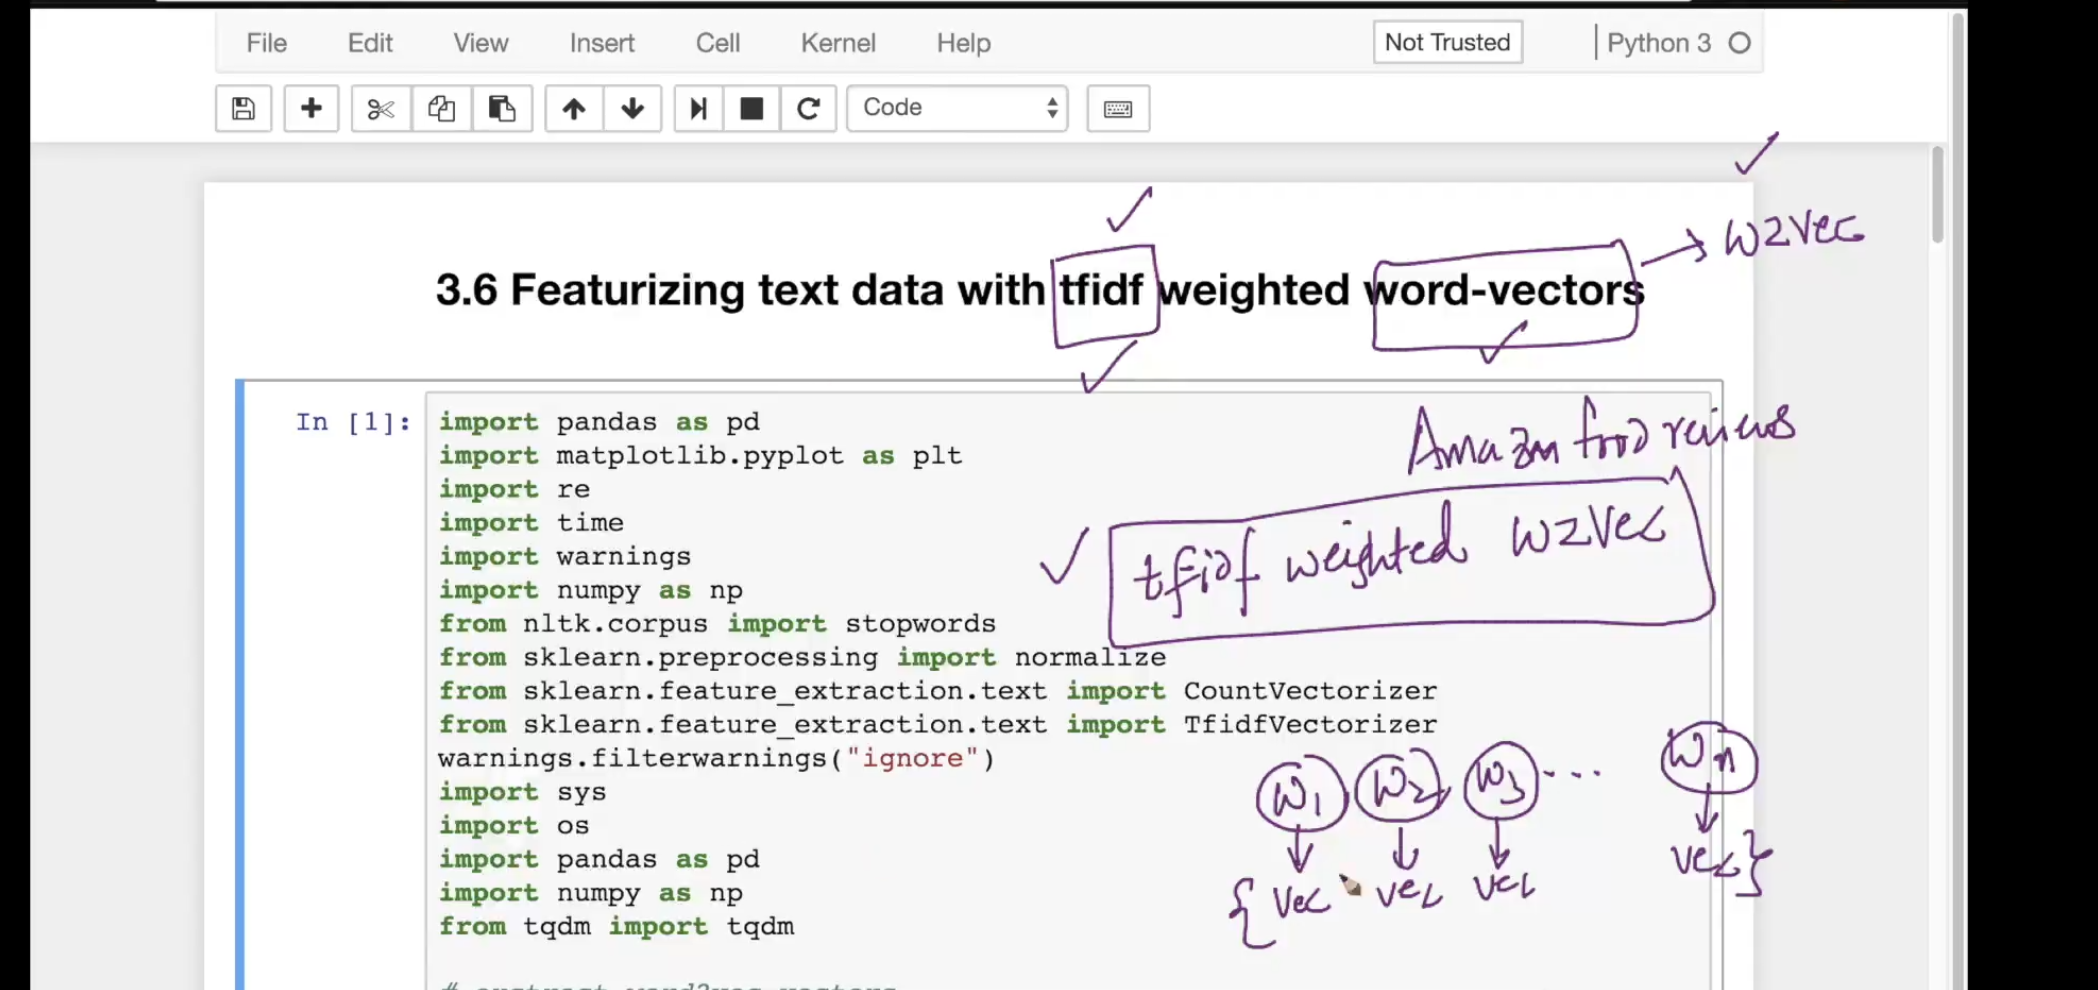 File Edit View Insert Cell Kernel Help Not Trusted Python 3
Code
3.6 Featurizing text data with tfidf weighted word-vectors
W2Vec
In [1]: import pandas as pd
import matplotlib.pyplot as plt
Amazon food reviews
import re
import time
tfidf weighted W2Vec
import warnings
import numpy as np
from nltk.corpus import stopwords
from sklearn.preprocessing import normalize
from sklearn.feature_extraction.text import CountVectorizer
from sklearn.feature_extraction.text import TfidfVectorizer
warnings.filterwarnings("ignore")
w1 w2 w3 ... wn
import sys
import os
import pandas as pd
import numpy as np
{ vec vec vec vec }
from tqdm import tqdm